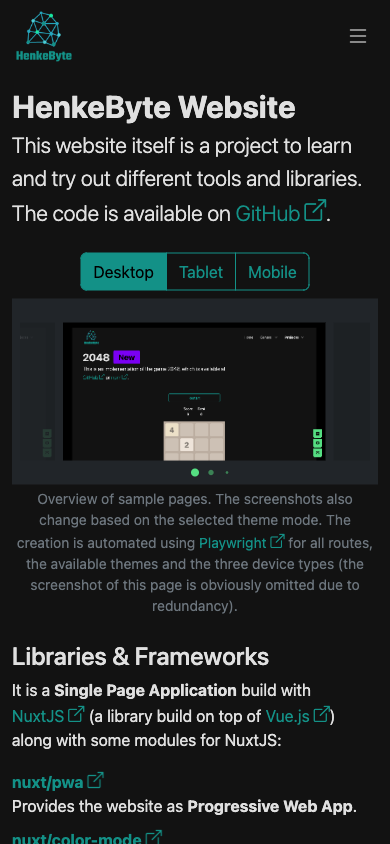 HenkeByte
HenkeByte Website
This website itself is a project to learn
and try out different tools and libraries.
The code is available on GitHub.
Desktop
Tablet
Mobile
2048 New
Overview of sample pages. The screenshots also
change based on the selected theme mode. The
creation is automated using Playwright for all routes,
the available themes and the three device types (the
screenshot of this page is obviously omitted due to
redundancy).
Libraries & Frameworks
It is a Single Page Application build with
NuxtJS (a library build on top of Vue.js)
along with some modules for NuxtJS:
nuxt/pwa
Provides the website as Progressive Web App.
nuxt/color-mode